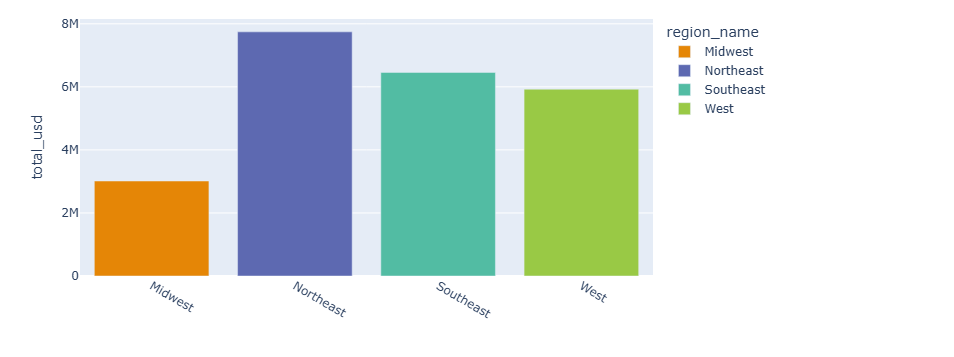 8M
6M
4M
2M
0
total_usd
Midwest
Northeast
Southeast
West
region_name
Midwest
Northeast
Southeast
West